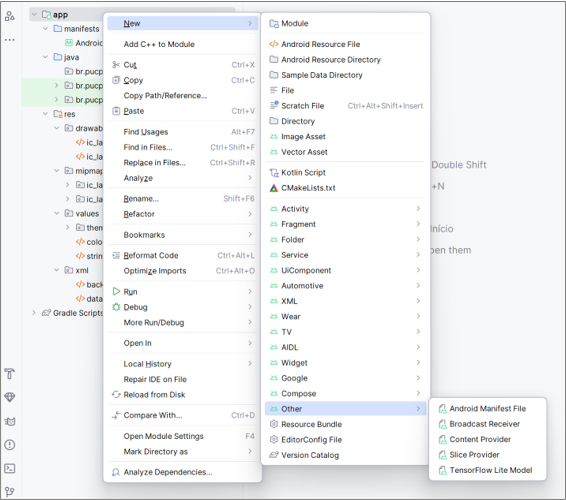 app
manifests
Android
java
br.pucp
br.pucp
br.pucp
res
drawab
ic_la
ic_la
mipmap
ic_la
ic_la
values
them
colo
strin
xml
back
data
Gradle Scripts
New
Add C++ to Module
Cut Ctrl+X
Copy Ctrl+C
Copy Path/Reference...
Paste Ctrl+V
Find Usages Alt+F7
Find in Files... Ctrl+Shift+F
Replace in Files... Ctrl+Shift+R
Analyze
Rename... Shift+F6
Refactor
Bookmarks
Reformat Code Ctrl+Alt+L
Optimize Imports Ctrl+Alt+O
Run
Debug
More Run/Debug
Open In
Local History
Repair IDE on File
Reload from Disk
Compare With... Ctrl+D
Open Module Settings F4
Mark Directory as
Analyze Dependencies...
Module
Android Resource File
Android Resource Directory
Sample Data Directory
File
Scratch File Ctrl+Alt+Shift+Insert
Directory
Image Asset
Vector Asset
Kotlin Script
CMakeLists.txt
Activity
Fragment
Folder
Service
UiComponent
Automotive
XML
Wear
TV
AIDL
Widget
Google
Compose
Other
Resource Bundle
EditorConfig File
Version Catalog
Double Shift
+N
Início
pen them
Android Manifest File
Broadcast Receiver
Content Provider
Slice Provider
TensorFlow Lite Model